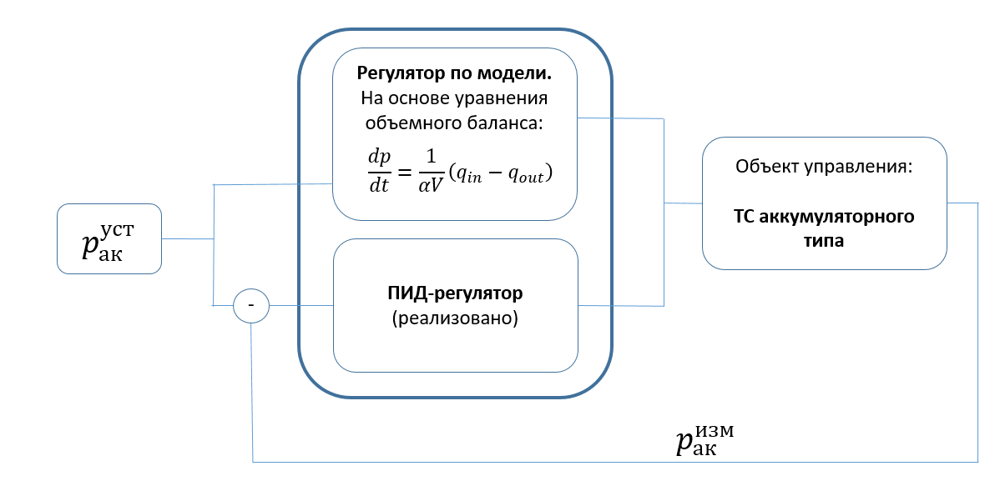 Регулятор по модели.
На основе уравнения
объемного баланса:
dp/dt = 1/αV (q_in − q_out)
p_ак^уст
-
ПИД-регулятор
(реализовано)
Объект управления:
ТС аккумуляторного
типа
p_ак^изм